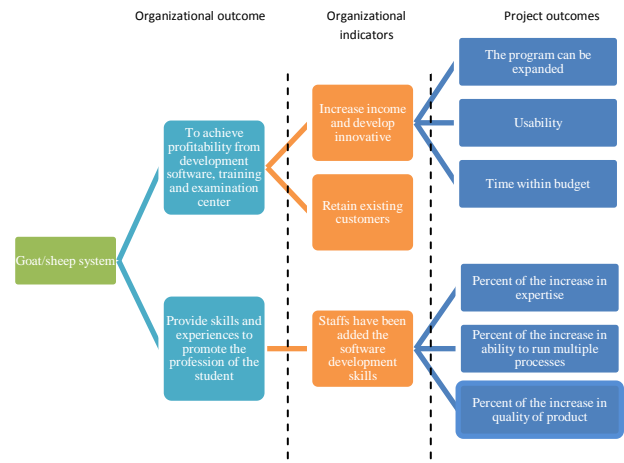 Organizational outcome
Organizational
indicators
Project outcomes
Goat/sheep system
To achieve
profitability from
development
software, training
and examination
center
Provide skills and
experiences to
promote the
profession of the
student
Increase income
and develop
innovative
Retain existing
customers
Staffs have been
added the
software
development
skills
The program can be
expanded
Usability
Time within budget
Percent of the increase in
expertise
Percent of the increase in
ability to run multiple
processes
Percent of the increase in
quality of product